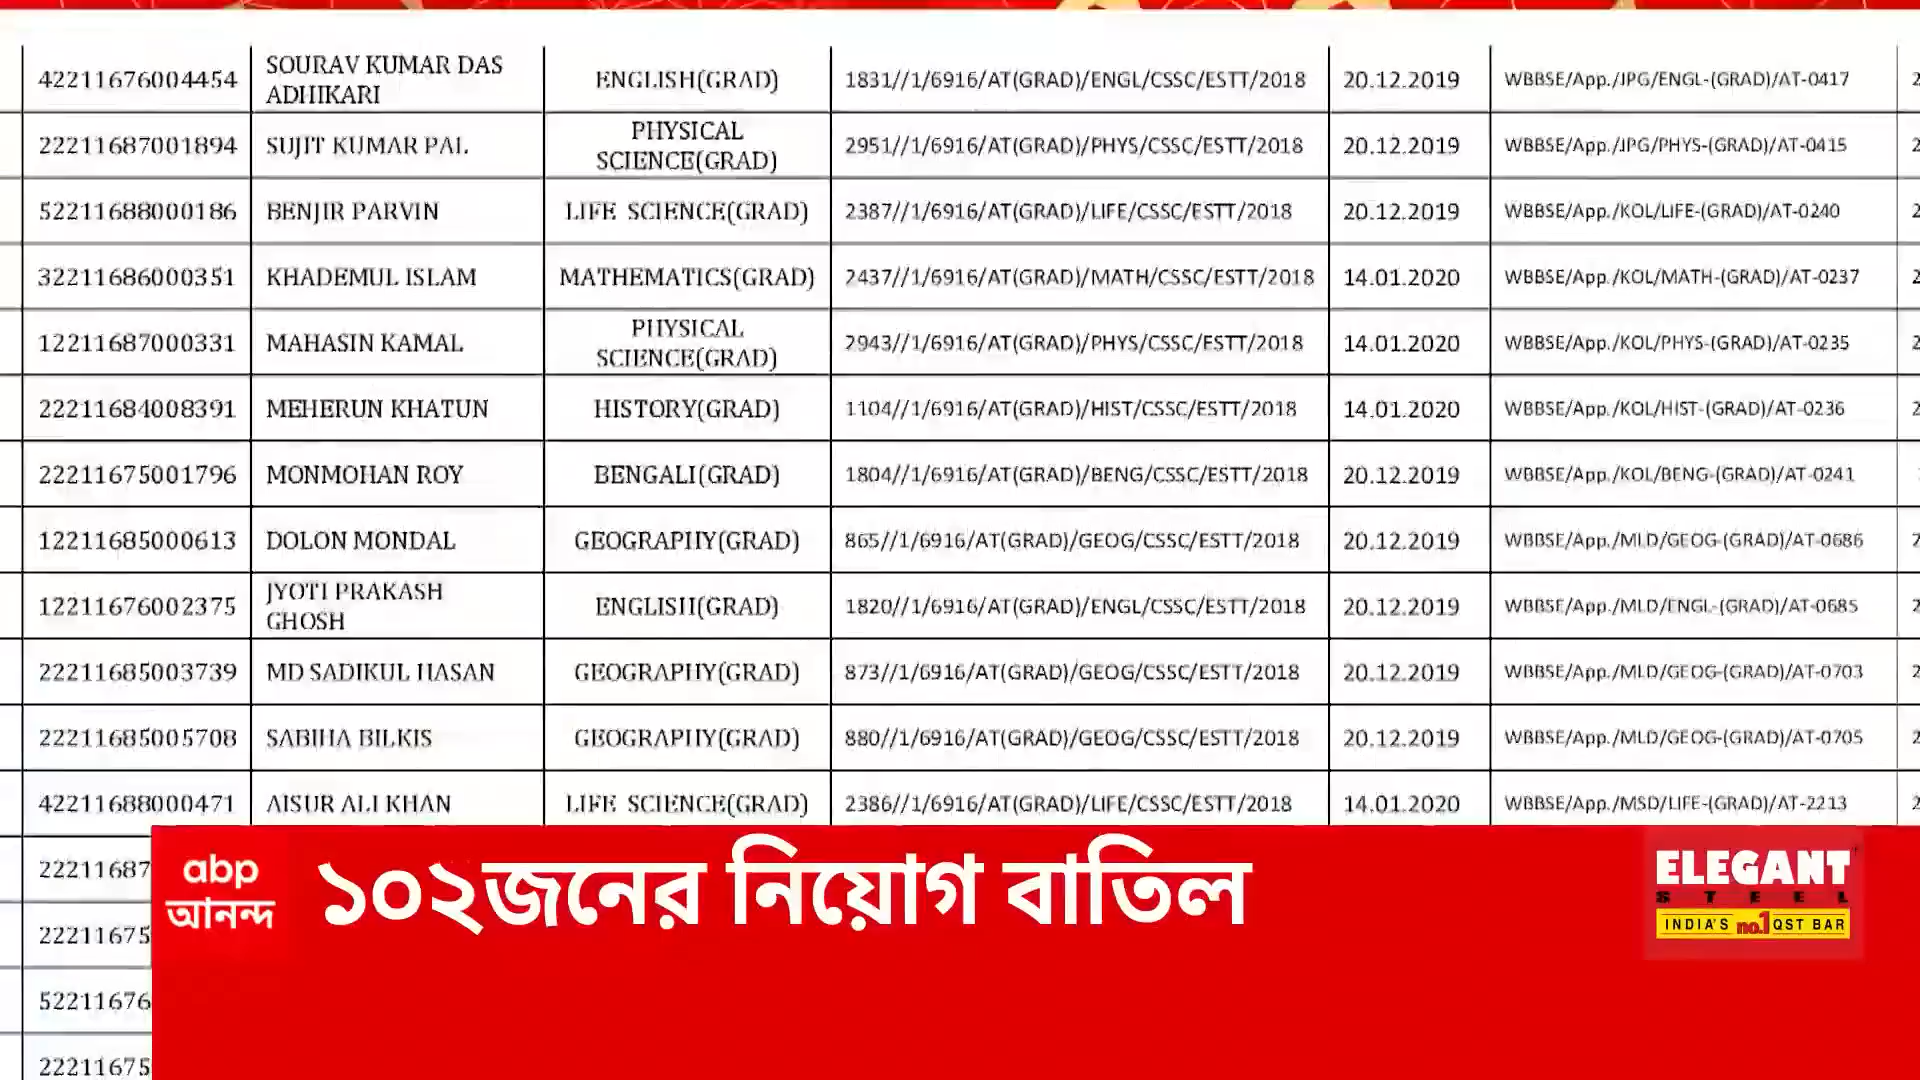 42211676004454 SOURAV KUMAR DAS ADHIKARI ENGLISH(GRAD) 1831//1/6916/AT(GRAD)/ENGL/CSSC/ESTT/2018 20.12.2019 WBBSE/App./JPG/ENGL-(GRAD)/AT-0417
22211687001894 SUJIT KUMAR PAL PHYSICAL SCIENCE(GRAD) 2951//1/6916/AT(GRAD)/PHYS/CSSC/ESTT/2018 20.12.2019 WBBSE/App./JPG/PHYS-(GRAD)/AT-0415
52211688000186 BENJIR PARVIN LIFE SCIENCE(GRAD) 2387//1/6916/AT(GRAD)/LIFE/CSSC/ESTT/2018 20.12.2019 WBBSE/App./KOL/LIFE-(GRAD)/AT-0240
32211686000351 KHADEMUL ISLAM MATHEMATICS(GRAD) 2437//1/6916/AT(GRAD)/MATH/CSSC/ESTT/2018 14.01.2020 WBBSE/App./KOL/MATH-(GRAD)/AT-0237
12211687000331 MAHASIN KAMAL PHYSICAL SCIENCE(GRAD) 2943//1/6916/AT(GRAD)/PHYS/CSSC/ESTT/2018 14.01.2020 WBBSE/App./KOL/PHYS-(GRAD)/AT-0235
22211684008391 MEHERUN KHATUN HISTORY(GRAD) 1104//1/6916/AT(GRAD)/HIST/CSSC/ESTT/2018 14.01.2020 WBBSE/App./KOL/HIST-(GRAD)/AT-0236
22211675001796 MONMOHAN ROY BENGALI(GRAD) 1804//1/6916/AT(GRAD)/BENG/CSSC/ESTT/2018 20.12.2019 WBBSE/App./KOL/BENG-(GRAD)/AT-0241
12211685000613 DOLON MONDAL GEOGRAPHY(GRAD) 865//1/6916/AT(GRAD)/GEOG/CSSC/ESTT/2018 20.12.2019 WBBSE/App./MLD/GEOG-(GRAD)/AT-0686
12211676002375 JYOTI PRAKASH GHOSH ENGLISH(GRAD) 1820//1/6916/AT(GRAD)/ENGL/CSSC/ESTT/2018 20.12.2019 WBBSE/App./MLD/ENGL-(GRAD)/AT-0685
22211685003739 MD SADIKUL HASAN GEOGRAPHY(GRAD) 873//1/6916/AT(GRAD)/GEOG/CSSC/ESTT/2018 20.12.2019 WBBSE/App./MLD/GEOG-(GRAD)/AT-0703
22211685005708 SABIHA BILKIS GEOGRAPHY(GRAD) 880//1/6916/AT(GRAD)/GEOG/CSSC/ESTT/2018 20.12.2019 WBBSE/App./MLD/GEOG-(GRAD)/AT-0705
42211688000471 AISUR ALI KHAN LIFE SCIENCE(GRAD) 2386//1/6916/AT(GRAD)/LIFE/CSSC/ESTT/2018 14.01.2020 WBBSE/App./MSD/LIFE-(GRAD)/AT-2213
22211687
22211675
52211676
22211675
abp
আনন্দ
১০২জনের নিয়োগ বাতিল
ELEGANT
STEEL
INDIA'S no.1 QST BAR